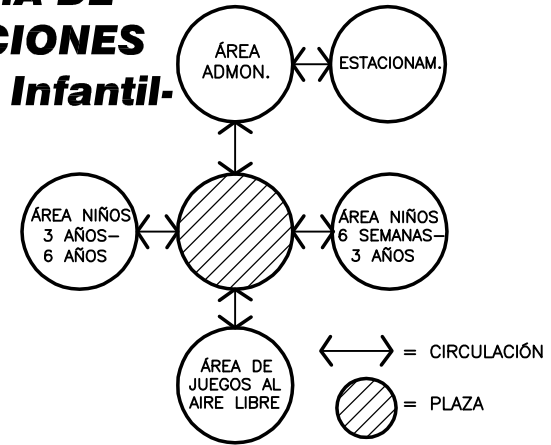 DE
CIONES
Infantil-
ÁREA
ADMON.
ESTACIONAM.
ÁREA NIÑOS
3 AÑOS-
6 AÑOS
ÁREA NIÑOS
6 SEMANAS-
3 AÑOS
ÁREA DE
JUEGOS AL
AIRE LIBRE
= CIRCULACIÓN
= PLAZA